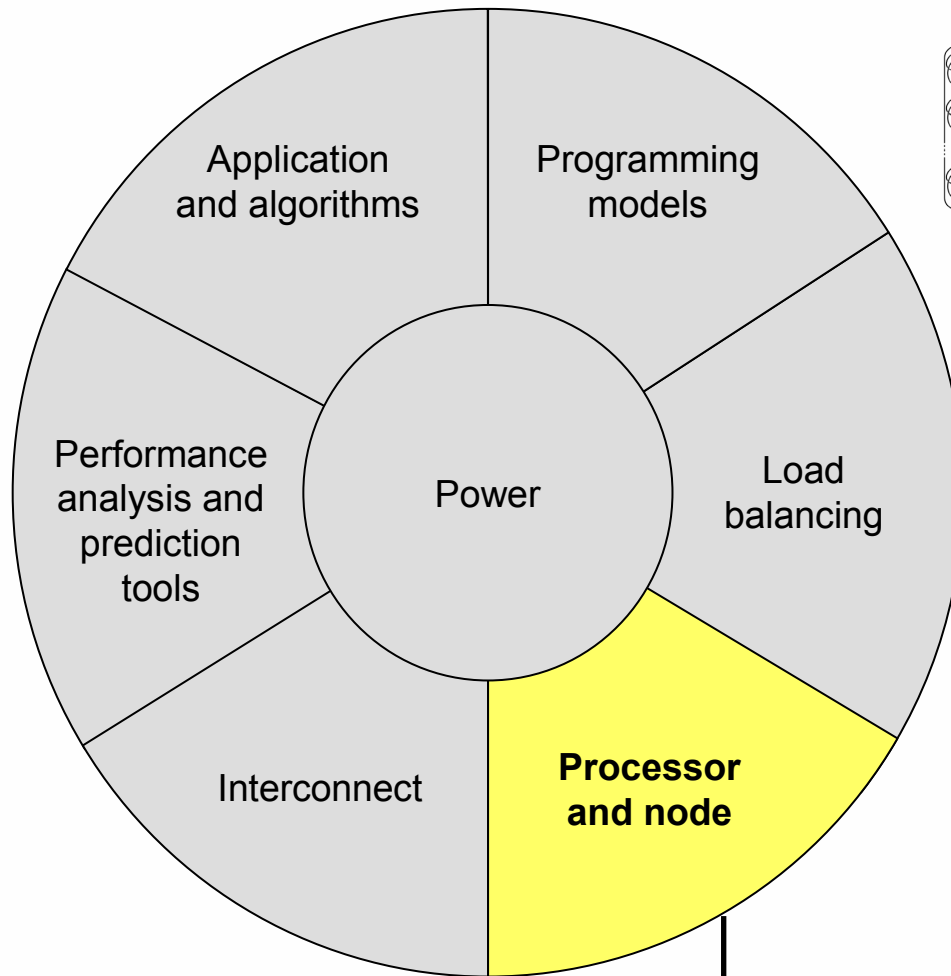 Application
and algorithms
Programming
models
Performance
analysis and
prediction
tools
Power
Load
balancing
Interconnect
Processor
and node